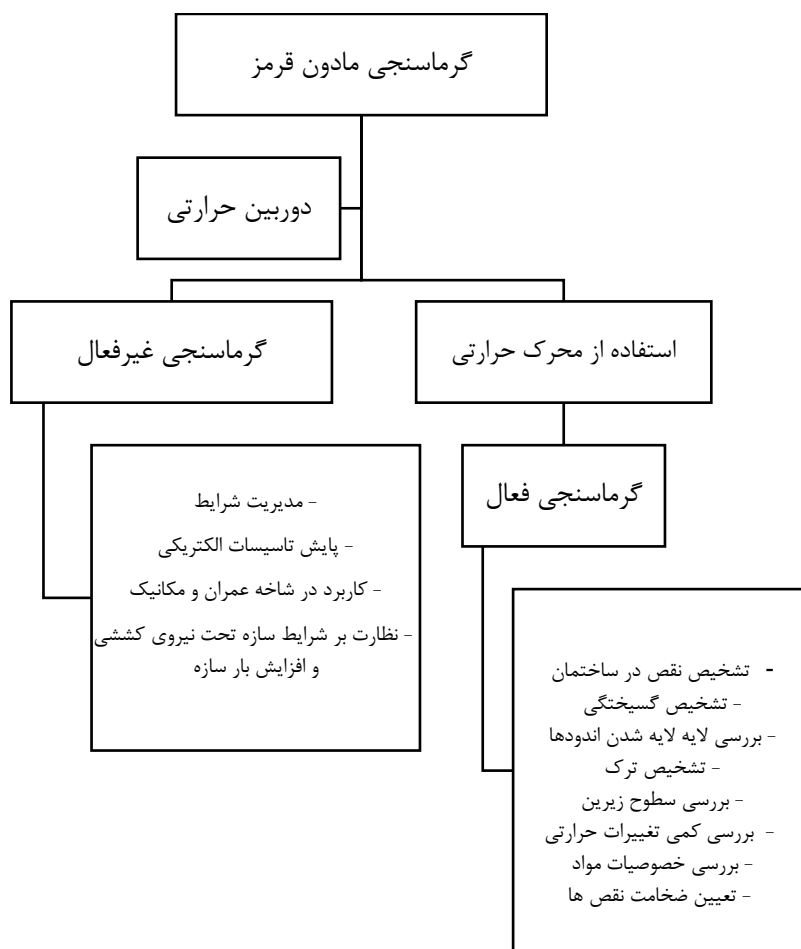 گرماسنجی مادون قرمز
دوربین حرارتی
استفاده از محرک حرارتی
گرماسنجی غیرفعال
گرماسنجی فعال
- تشخیص نقص در ساختمان
- تشخیص گسیختگی
- بررسی لایه لایه شدن اندودها
- تشخیص ترک
- بررسی سطوح زیرین
- بررسی کمی تغییرات حرارتی
- بررسی خصوصیات مواد
- تعیین ضخامت نقص ها
- مدیریت شرایط
- پایش تاسیسات الکتریکی
- کاربرد در شاخه عمران و مکانیک
- نظارت بر شرایط سازه تحت نیروی کششی
و افزایش بار سازه